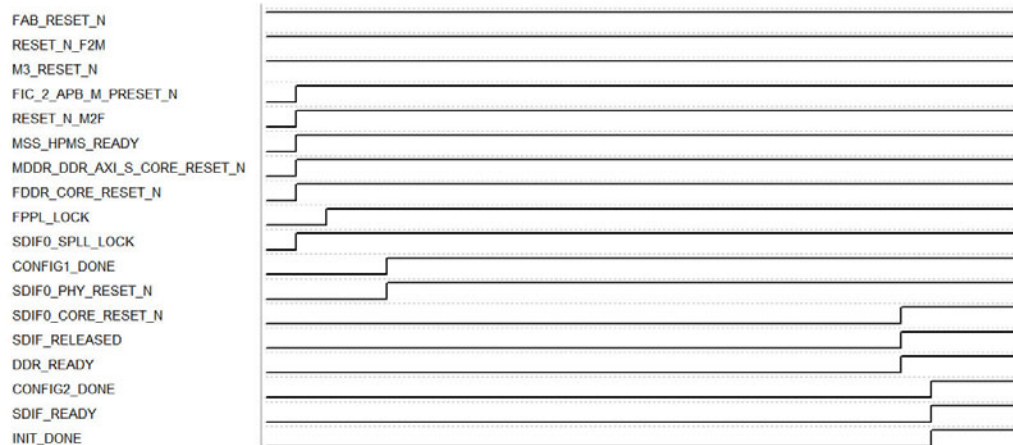 FAB_RESET_N
RESET_N_F2M
M3_RESET_N
FIC_2_APB_M_PRESET_N
RESET_N_M2F
MSS_HPMS_READY
MDDR_DDR_AXI_S_CORE_RESET_N
FDDR_CORE_RESET_N
FPPL_LOCK
SDIF0_SPLL_LOCK
CONFIG1_DONE
SDIF0_PHY_RESET_N
SDIF0_CORE_RESET_N
SDIF_RELEASED
DDR_READY
CONFIG2_DONE
SDIF_READY
INIT_DONE